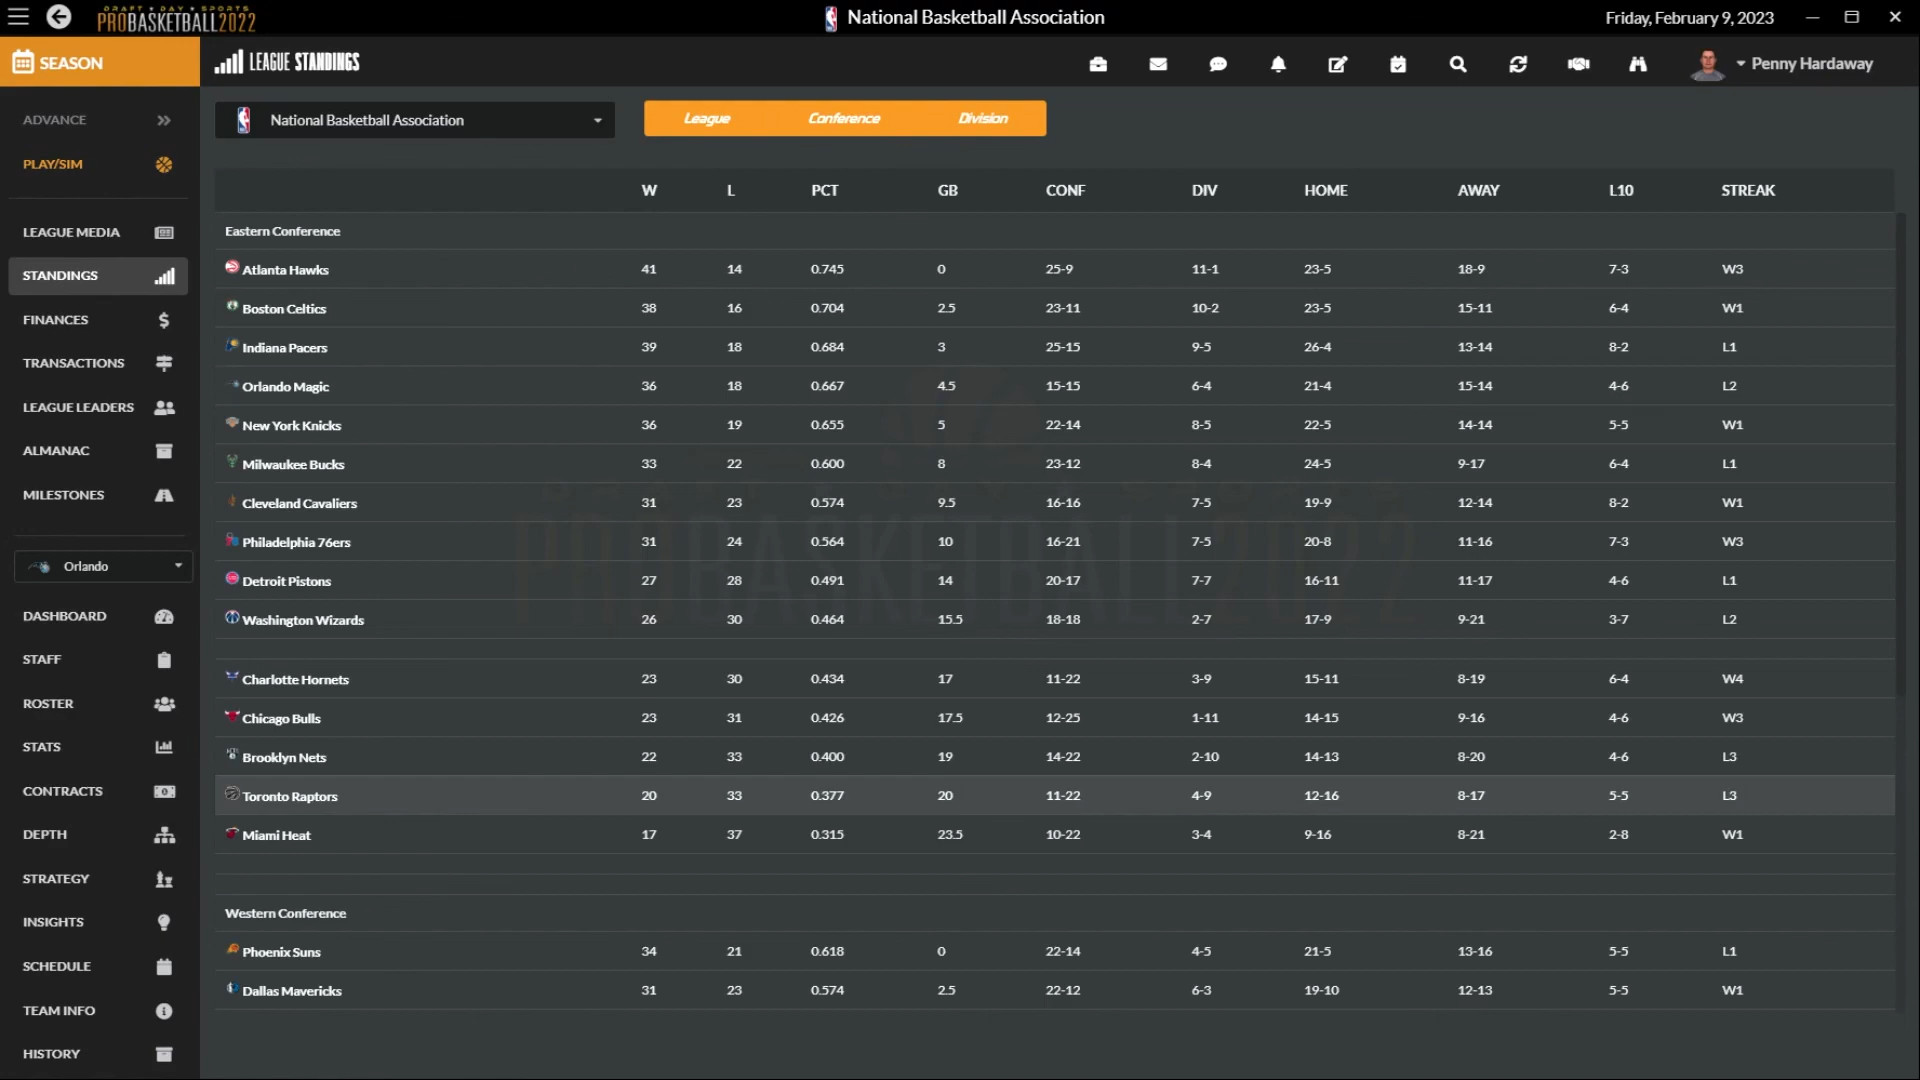 DRAFT DAY SPORTS
PROBASKETBALL2022
National Basketball Association
Friday, February 9, 2023
SEASON
LEAGUE STANDINGS
Penny Hardaway
ADVANCE
PLAY/SIM
LEAGUE MEDIA
STANDINGS
FINANCES
TRANSACTIONS
LEAGUE LEADERS
ALMANAC
MILESTONES
Orlando
DASHBOARD
STAFF
ROSTER
STATS
CONTRACTS
DEPTH
STRATEGY
INSIGHTS
SCHEDULE
TEAM INFO
HISTORY
National Basketball Association
League Conference Division
W L PCT GB CONF DIV HOME AWAY L10 STREAK
Eastern Conference
Atlanta Hawks 41 14 0.745 0 25-9 11-1 23-5 18-9 7-3 W3
Boston Celtics 38 16 0.704 2.5 23-11 10-2 23-5 15-11 6-4 W1
Indiana Pacers 39 18 0.684 3 25-15 9-5 26-4 13-14 8-2 L1
Orlando Magic 36 18 0.667 4.5 15-15 6-4 21-4 15-14 4-6 L2
New York Knicks 36 19 0.655 5 22-14 8-5 22-5 14-14 5-5 W1
Milwaukee Bucks 33 22 0.600 8 23-12 8-4 24-5 9-17 6-4 L1
Cleveland Cavaliers 31 23 0.574 9.5 16-16 7-5 19-9 12-14 8-2 W1
Philadelphia 76ers 31 24 0.564 10 16-21 7-5 20-8 11-16 7-3 W3
Detroit Pistons 27 28 0.491 14 20-17 7-7 16-11 11-17 4-6 L1
Washington Wizards 26 30 0.464 15.5 18-18 2-7 17-9 9-21 3-7 L2
Charlotte Hornets 23 30 0.434 17 11-22 3-9 15-11 8-19 6-4 W4
Chicago Bulls 23 31 0.426 17.5 12-25 1-11 14-15 9-16 4-6 W3
Brooklyn Nets 22 33 0.400 19 14-22 2-10 14-13 8-20 4-6 L3
Toronto Raptors 20 33 0.377 20 11-22 4-9 12-16 8-17 5-5 L3
Miami Heat 17 37 0.315 23.5 10-22 3-4 9-16 8-21 2-8 W1
Western Conference
Phoenix Suns 34 21 0.618 0 22-14 4-5 21-5 13-16 5-5 L1
Dallas Mavericks 31 23 0.574 2.5 22-12 6-3 19-10 12-13 5-5 W1
DRAFT DAY SPORTS
PROBASKETBALL2022